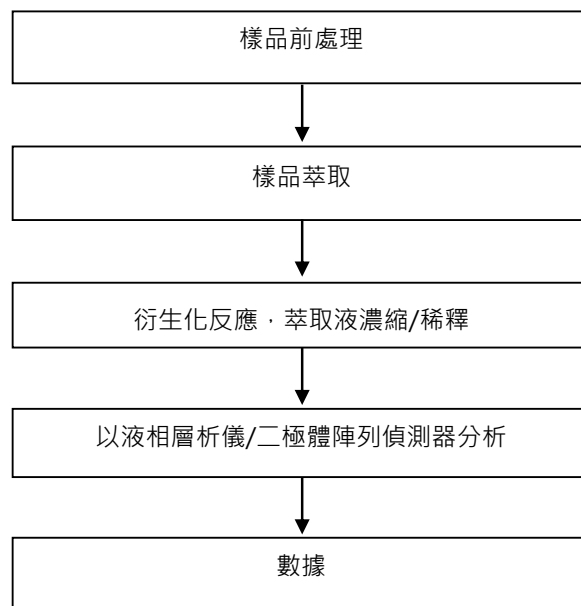 樣品前處理
樣品萃取
衍生化反應，萃取液濃縮/稀釋
以液相層析儀/二極體陣列偵測器分析
數據